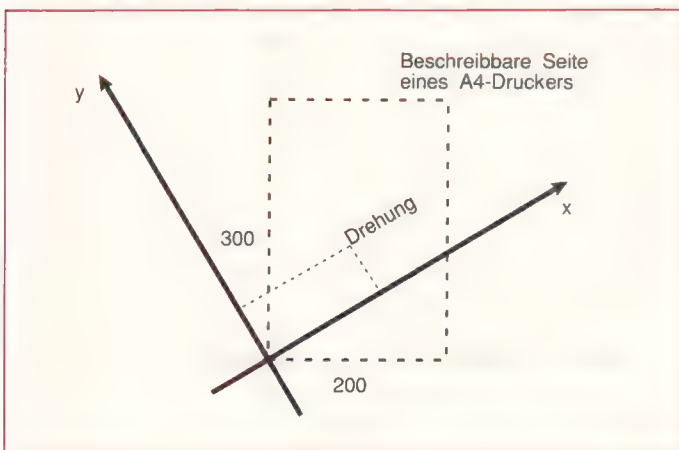 Beschreibbare Seite
eines A4-Druckers
y
x
Drehung
300
200